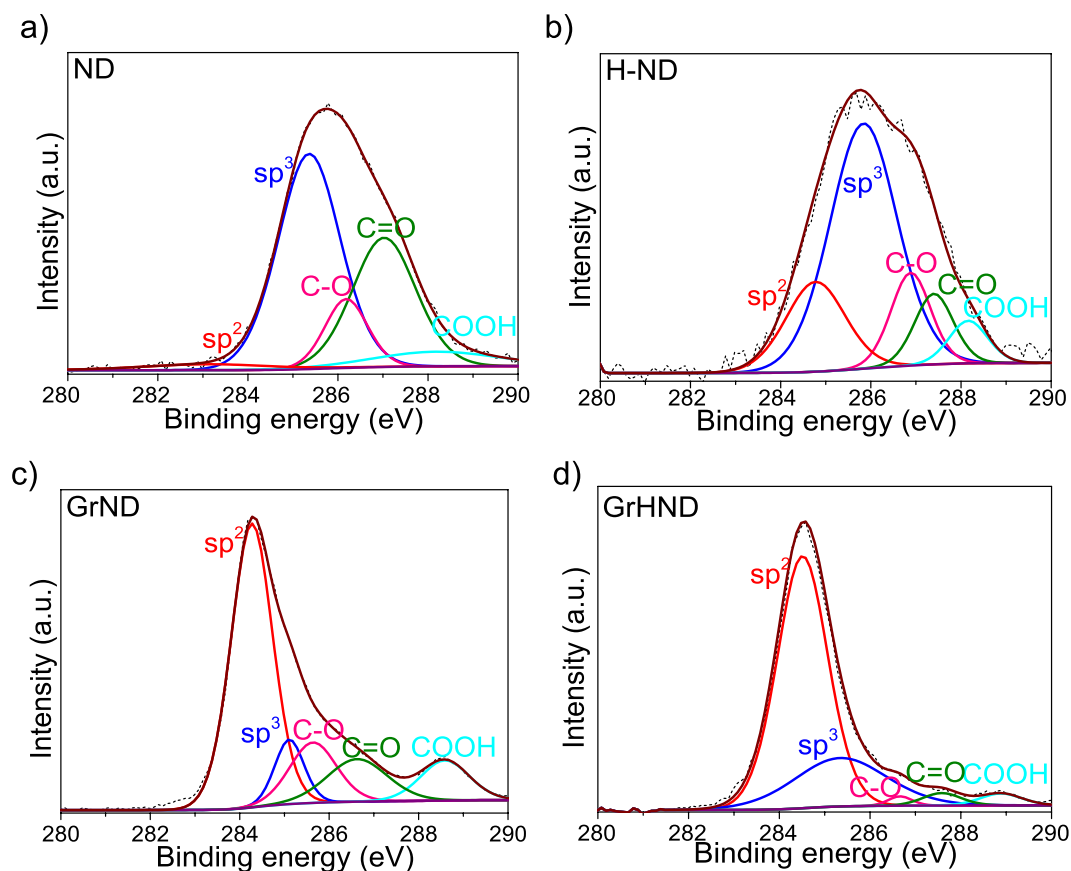 a)
ND
sp³
C=O
C-O
sp²
COOH
Intensity (a.u.)
280 282 284 286 288 290
Binding energy (eV)
b)
H-ND
sp³
C-O
C=O
sp²
COOH
Intensity (a.u.)
280 282 284 286 288 290
Binding energy (eV)
c)
GrND
sp²
sp³
C-O
C=O
COOH
Intensity (a.u.)
280 282 284 286 288 290
Binding energy (eV)
d)
GrHND
sp²
sp³
C-O
C=O
COOH
Intensity (a.u.)
280 282 284 286 288 290
Binding energy (eV)